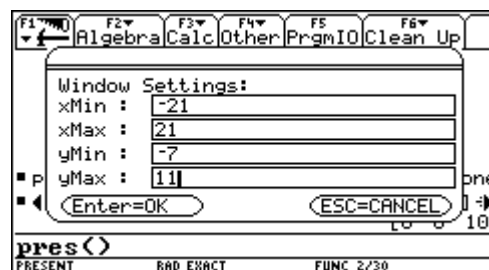 F1 F2 F3 F4 F5 F6
Algebra Calc Other PrgmIO Clean Up
Window Settings:
xMin : -21
xMax : 21
yMin : -7
yMax : 11
Enter=OK ESC=CANCEL
10
pres()
PRESENT RAD EXACT FUNC 2/30